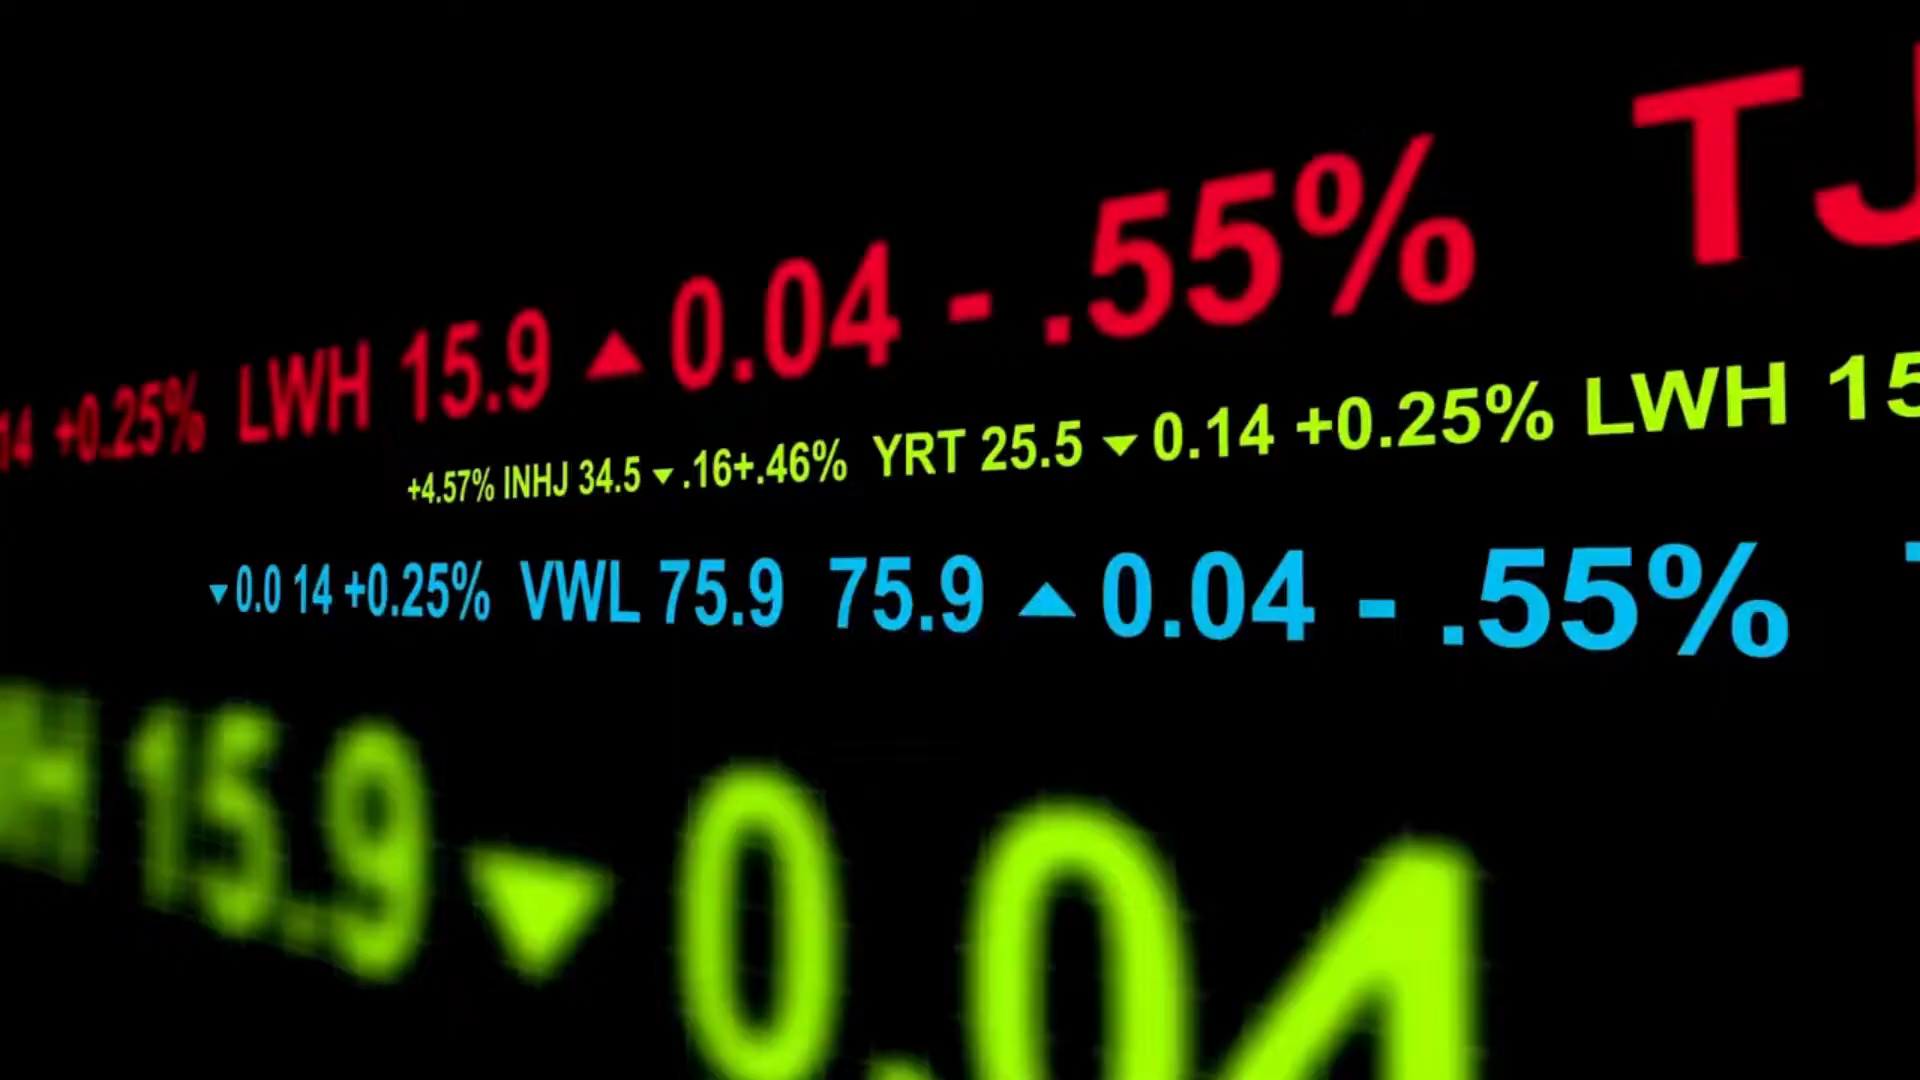 14 +0.25% LWH 15.9 ▲ 0.04 - .55% TJ
+4.57% INHJ 34.5 ▼ .16+.46% YRT 25.5 ▼ 0.14 +0.25% LWH 15
▼ 0.0 14 +0.25% VWL 75.9 75.9 ▲ 0.04 - .55%
H 15.9 ▼ 0.04